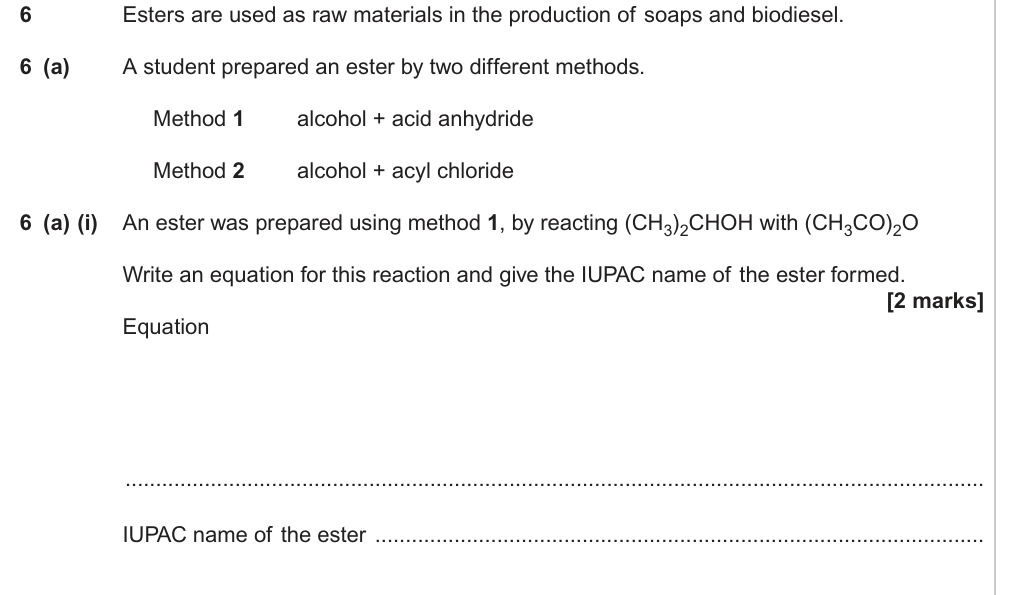 6 Esters are used as raw materials in the production of soaps and biodiesel.
6 (a) A student prepared an ester by two different methods.
Method 1 alcohol + acid anhydride
Method 2 alcohol + acyl chloride
6 (a) (i) An ester was prepared using method 1, by reacting (CH₃)₂CHOH with (CH₃CO)₂O
Write an equation for this reaction and give the IUPAC name of the ester formed.
[2 marks]
Equation
IUPAC name of the ester